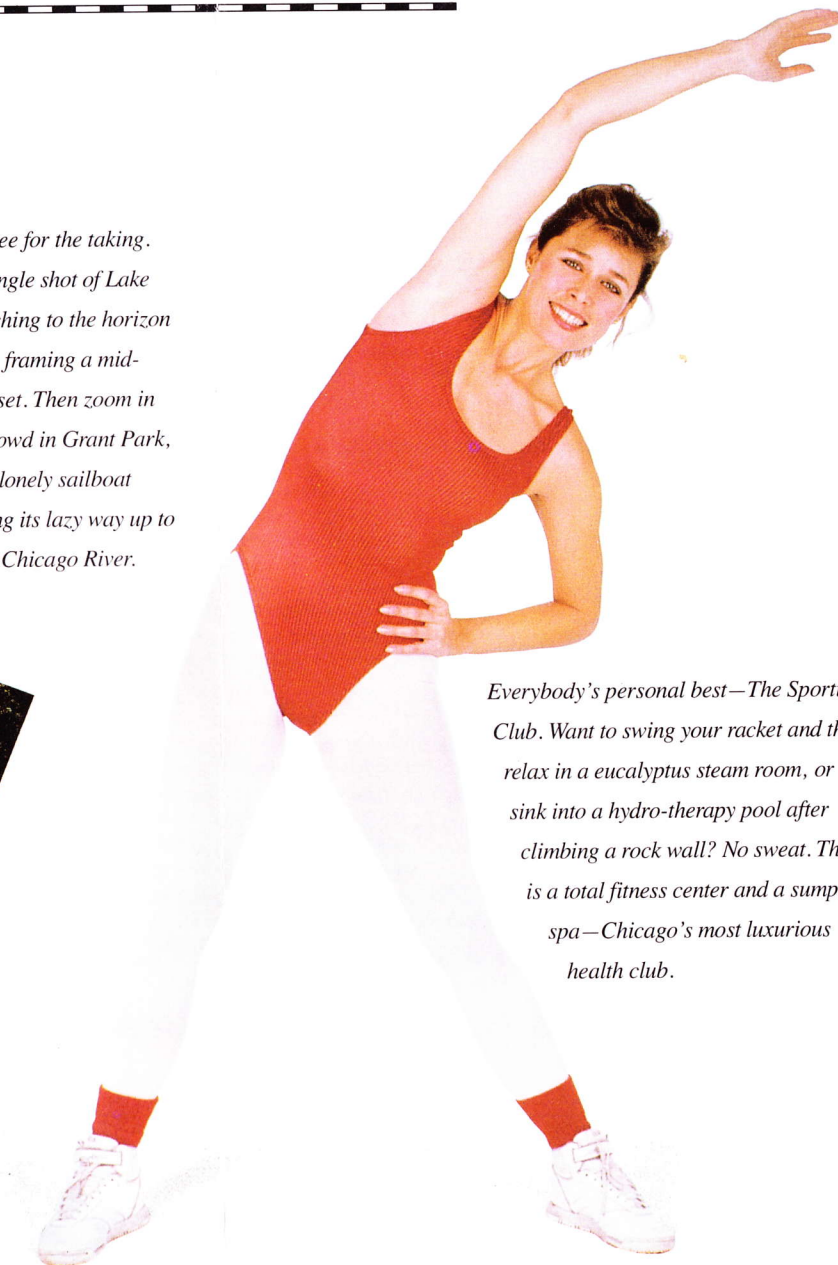 ee for the taking.
ngle shot of Lake
hing to the horizon
framing a mid-
set. Then zoom in
owd in Grant Park,
lonely sailboat
g its lazy way up to
Chicago River.
Everybody's personal best—The Sporti
Club. Want to swing your racket and th
relax in a eucalyptus steam room, or
sink into a hydro-therapy pool after
climbing a rock wall? No sweat. Th
is a total fitness center and a sump
spa—Chicago's most luxurious
health club.